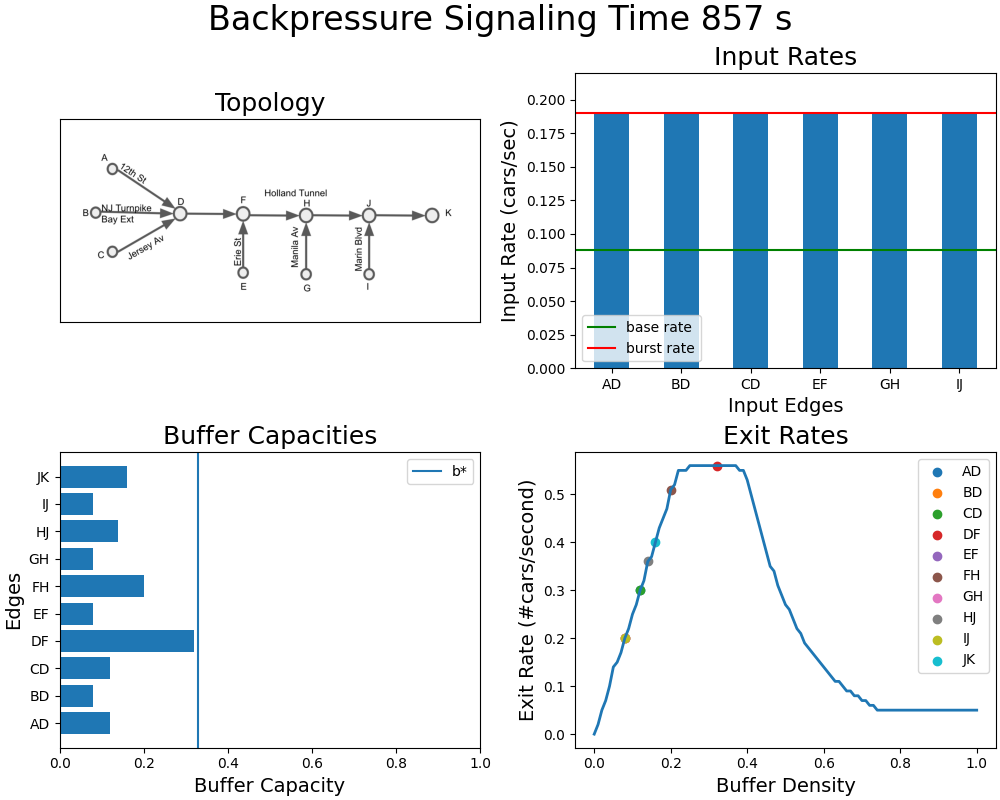 Backpressure Signaling Time 857 s
Topology
A
12th St
B
NJ Turnpike
Bay Ext
C
Jersey Av
D
F
Holland Tunnel
H
J
K
Erie St
Manila Av
Marin Blvd
E
G
I
Input Rates
Input Rate (cars/sec)
0.200
0.175
0.150
0.125
0.100
0.075
0.050
0.025
0.000
base rate
burst rate
AD BD CD EF GH IJ
Input Edges
Buffer Capacities
Edges
JK
IJ
HJ
GH
FH
EF
DF
CD
BD
AD
b*
0.0 0.2 0.4 0.6 0.8 1.0
Buffer Capacity
Exit Rates
Exit Rate (#cars/second)
0.5
0.4
0.3
0.2
0.1
0.0
AD
BD
CD
DF
EF
FH
GH
HJ
IJ
JK
0.0 0.2 0.4 0.6 0.8 1.0
Buffer Density